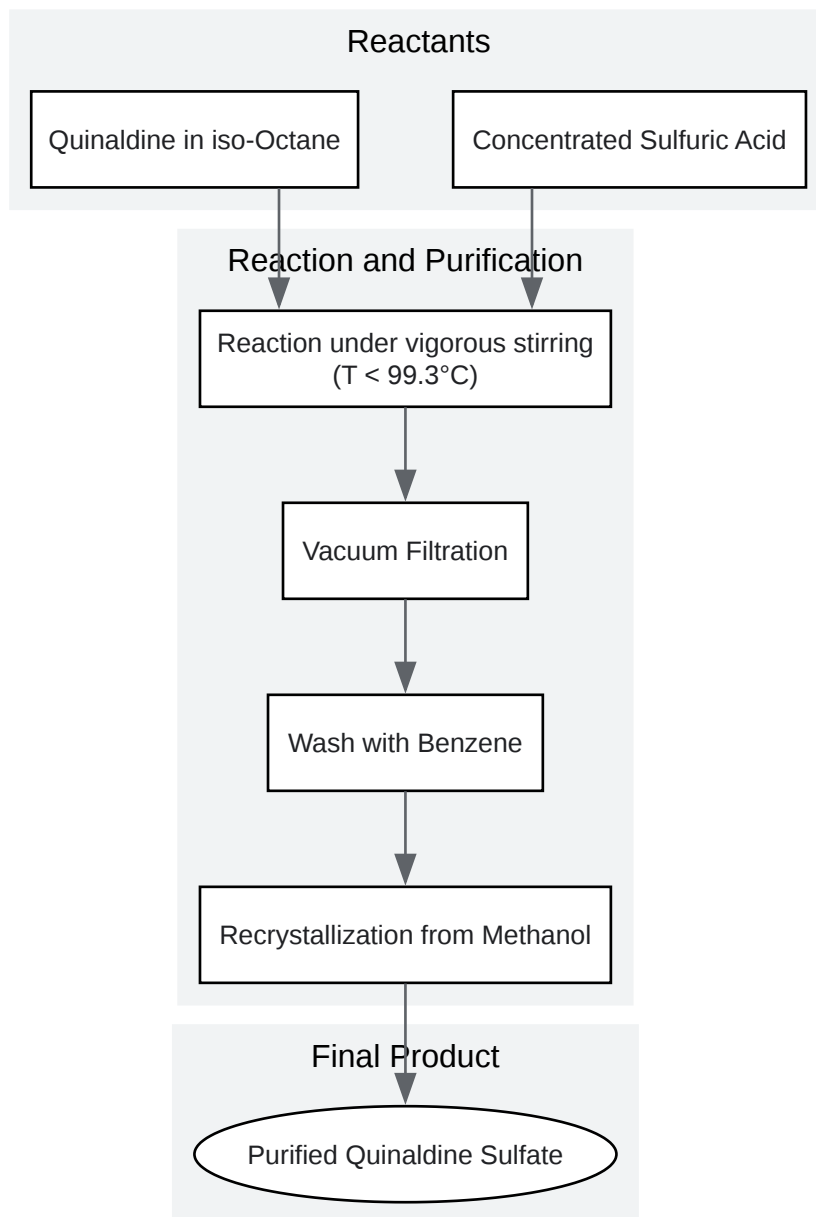 Reactants
Quinaldine in iso-Octane
Concentrated Sulfuric Acid
Reaction and Purification
Reaction under vigorous stirring
(T < 99.3°C)
Vacuum Filtration
Wash with Benzene
Recrystallization from Methanol
Final Product
Purified Quinaldine Sulfate